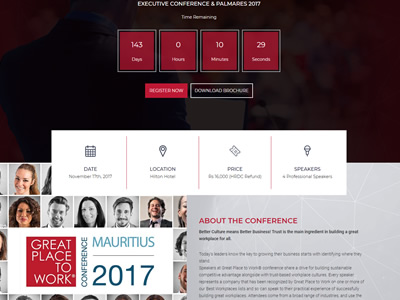 EXECUTIVE CONFERENCE & PALMARES 2017
Time Remaining
143
0
10
29
Days
Hours
Minutes
Seconds
REGISTER NOW
DOWNLOAD BROCHURE
DATE
November 17th, 2017
LOCATION
Hilton Hotel
PRICE
Rs 16,000 (HRDC Refund)
SPEAKERS
4 Professional Speakers
GREAT
PLACE
TO
WORK®
CONFERENCE
MAURITIUS
2017
ABOUT THE CONFERENCE
Better Culture means Better Business! Trust is the main ingredient in building a great
workplace for all.
Today's leaders know the key to growing their business starts with identifying where they
stand.
Speakers at Great Place to Work® conference share a drive for building sustainable
competitive advantage alongside with trust-based workplace cultures. Every speaker
represents a company that has been recognized by Great Place to Work on one or more of
our Best Workplaces lists and or can speak to their practical experience of successfully
building great workplaces. Attendees come from a broad range of industries, and use the